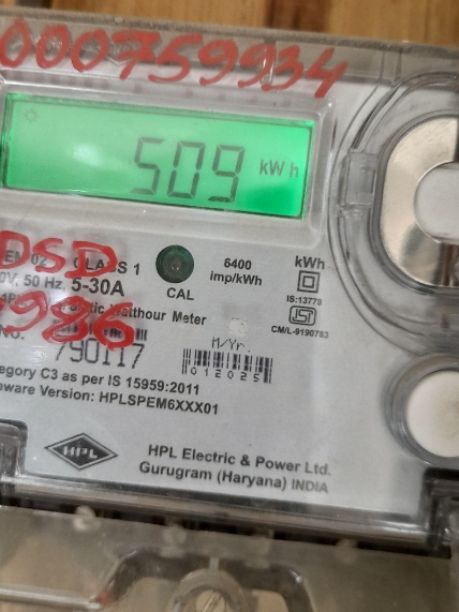 000759934
509 kWh
CLASS 1
6400 imp/kWh
kWh
50 Hz, 5-30A
CAL
IS:13779
DSD
Watthour Meter
CM/L-9190783
986
NO.
790117
M/Yr.
012025
C3 as per IS 15959:2011
Version: HPLSPEM6XXX01
HPL
HPL Electric & Power Ltd.
Gurugram (Haryana) INDIA